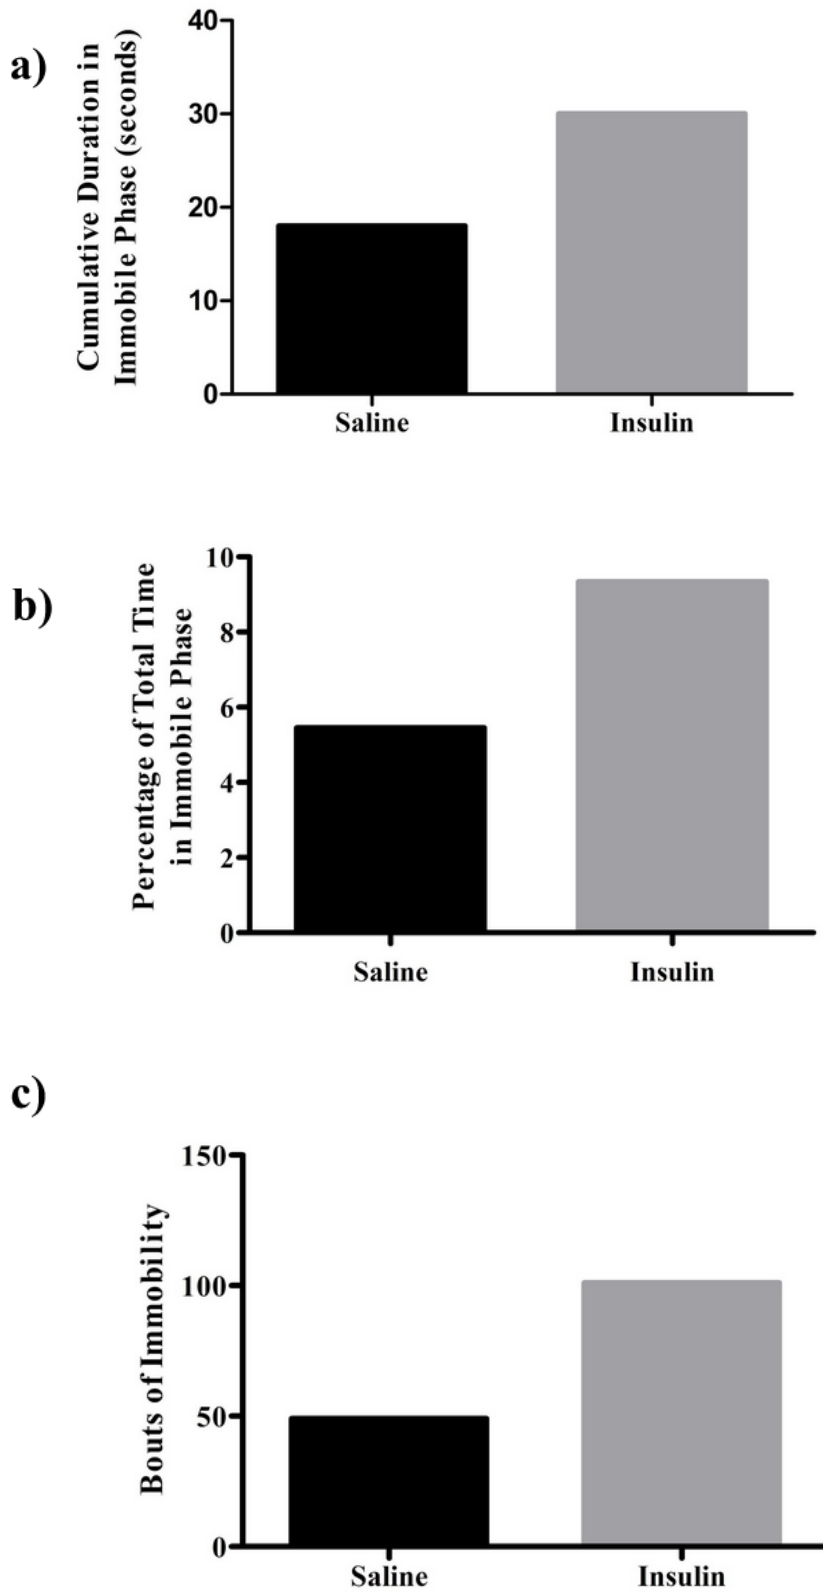 a)
Cumulative Duration in
Immobile Phase (seconds)
40
30
20
10
0
Saline Insulin
b)
Percentage of Total Time
in Immobile Phase
10
8
6
4
2
0
Saline Insulin
c)
Bouts of Immobility
150
100
50
0
Saline Insulin